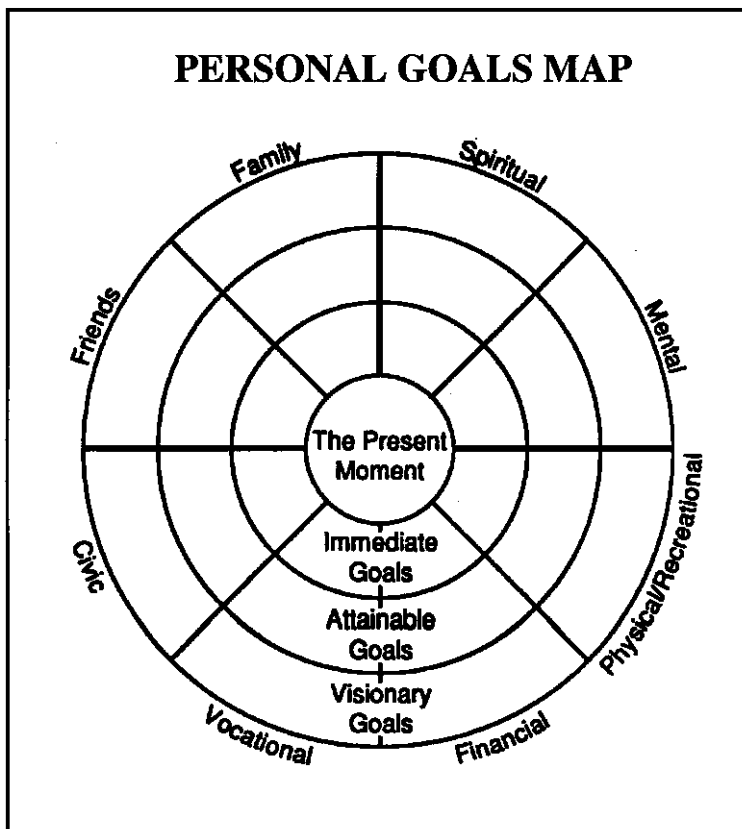 PERSONAL GOALS MAP
Family
Spiritual
Friends
Mental
The Present
Moment
Civic
Physical/Recreational
Immediate
Goals
Attainable
Goals
Visionary
Goals
Vocational
Financial